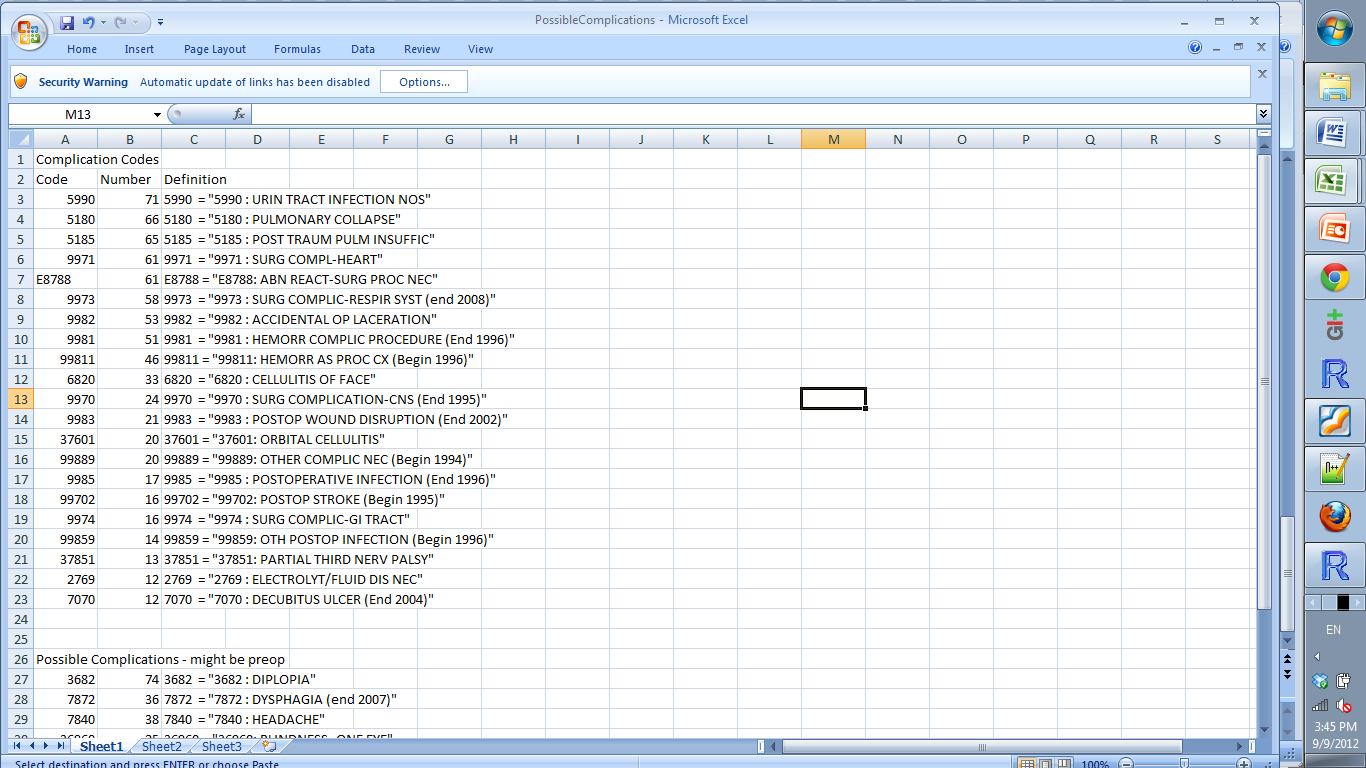 PossibleComplications - Microsoft Excel
Home Insert Page Layout Formulas Data Review View
Security Warning Automatic update of links has been disabled Options...
M13 fx
A B C D E F G H I J K L M N O P Q R S
1 Complication Codes
2 Code Number Definition
3 5990 71 5990 = "5990 : URIN TRACT INFECTION NOS"
4 5180 66 5180 = "5180 : PULMONARY COLLAPSE"
5 5185 65 5185 = "5185 : POST TRAUM PULM INSUFFIC"
6 9971 61 9971 = "9971 : SURG COMPL-HEART"
7 E8788 61 E8788 = "E8788: ABN REACT-SURG PROC NEC"
8 9973 58 9973 = "9973 : SURG COMPLIC-RESPIR SYST (end 2008)"
9 9982 53 9982 = "9982 : ACCIDENTAL OP LACERATION"
10 9981 51 9981 = "9981 : HEMORR COMPLIC PROCEDURE (End 1996)"
11 99811 46 99811 = "99811: HEMORR AS PROC CX (Begin 1996)"
12 6820 33 6820 = "6820 : CELLULITIS OF FACE"
13 9970 24 9970 = "9970 : SURG COMPLICATION-CNS (End 1995)"
14 9983 21 9983 = "9983 : POSTOP WOUND DISRUPTION (End 2002)"
15 37601 20 37601 = "37601: ORBITAL CELLULITIS"
16 99889 20 99889 = "99889: OTHER COMPLIC NEC (Begin 1994)"
17 9985 17 9985 = "9985 : POSTOPERATIVE INFECTION (End 1996)"
18 99702 16 99702 = "99702: POSTOP STROKE (Begin 1995)"
19 9974 16 9974 = "9974 : SURG COMPLIC-GI TRACT"
20 99859 14 99859 = "99859: OTH POSTOP INFECTION (Begin 1996)"
21 37851 13 37851 = "37851: PARTIAL THIRD NERV PALSY"
22 2769 12 2769 = "2769 : ELECTROLYT/FLUID DIS NEC"
23 7070 12 7070 = "7070 : DECUBITUS ULCER (End 2004)"
24
25
26 Possible Complications - might be preop
27 3682 74 3682 = "3682 : DIPLOPIA"
28 7872 36 7872 = "7872 : DYSPHAGIA (end 2007)"
29 7840 38 7840 = "7840 : HEADACHE"
Sheet1 Sheet2 Sheet3
Select destination and press ENTER or choose Paste 100%
git
EN
3:45 PM
9/9/2012